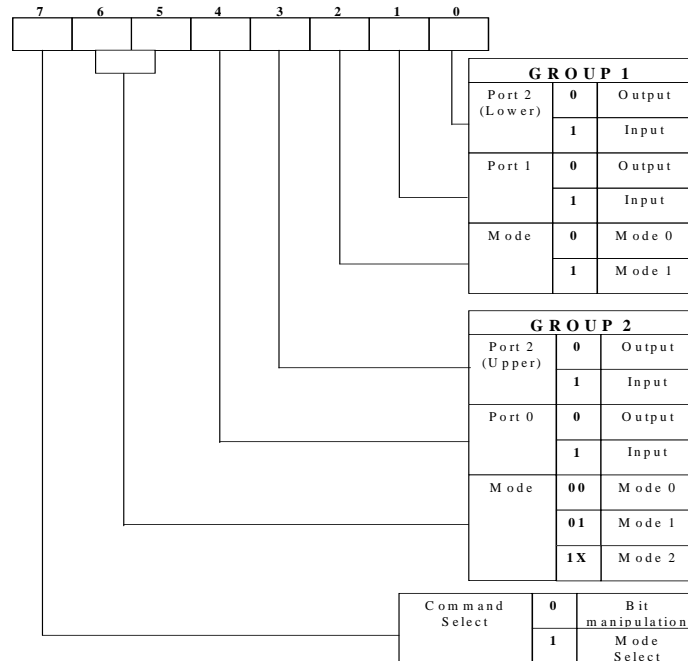 7 6 5 4 3 2 1 0
GROUP 1
Port 2 0 Output
(Lower)
1 Input
Port 1 0 Output
1 Input
Mode 0 Mode 0
1 Mode 1
GROUP 2
Port 2 0 Output
(Upper)
1 Input
Port 0 0 Output
1 Input
Mode 00 Mode 0
01 Mode 1
1X Mode 2
Command 0 Bit
Select manipulation
1 Mode
Select